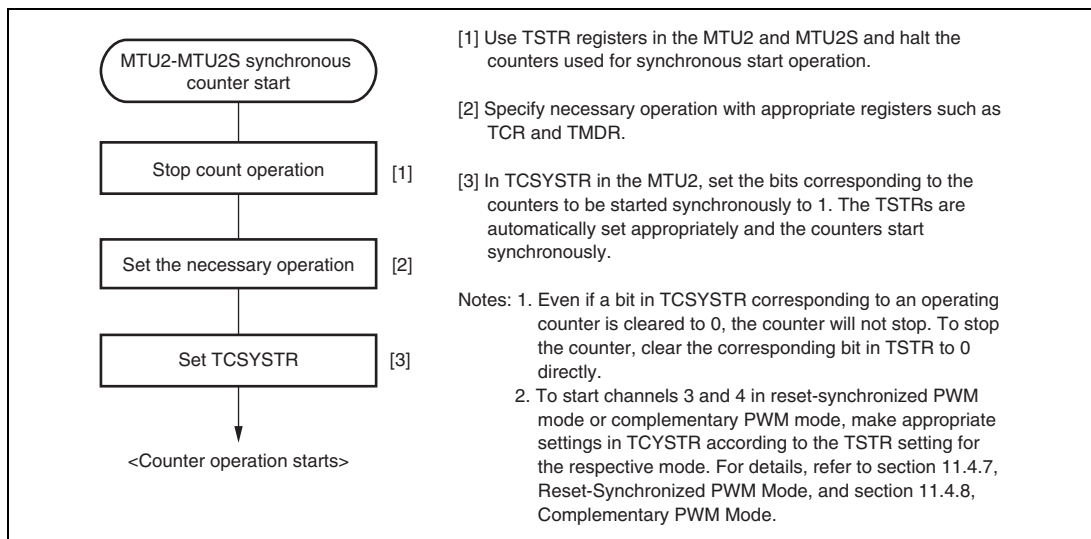 MTU2-MTU2S synchronous
counter start
Stop count operation
[1]
Set the necessary operation
[2]
Set TCSYSTR
[3]
<Counter operation starts>
[1] Use TSTR registers in the MTU2 and MTU2S and halt the
counters used for synchronous start operation.
[2] Specify necessary operation with appropriate registers such as
TCR and TMDR.
[3] In TCSYSTR in the MTU2, set the bits corresponding to the
counters to be started synchronously to 1. The TSTRs are
automatically set appropriately and the counters start
synchronously.
Notes: 1. Even if a bit in TCSYSTR corresponding to an operating
counter is cleared to 0, the counter will not stop. To stop
the counter, clear the corresponding bit in TSTR to 0
directly.
2. To start channels 3 and 4 in reset-synchronized PWM
mode or complementary PWM mode, make appropriate
settings in TCYSTR according to the TSTR setting for
the respective mode. For details, refer to section 11.4.7,
Reset-Synchronized PWM Mode, and section 11.4.8,
Complementary PWM Mode.